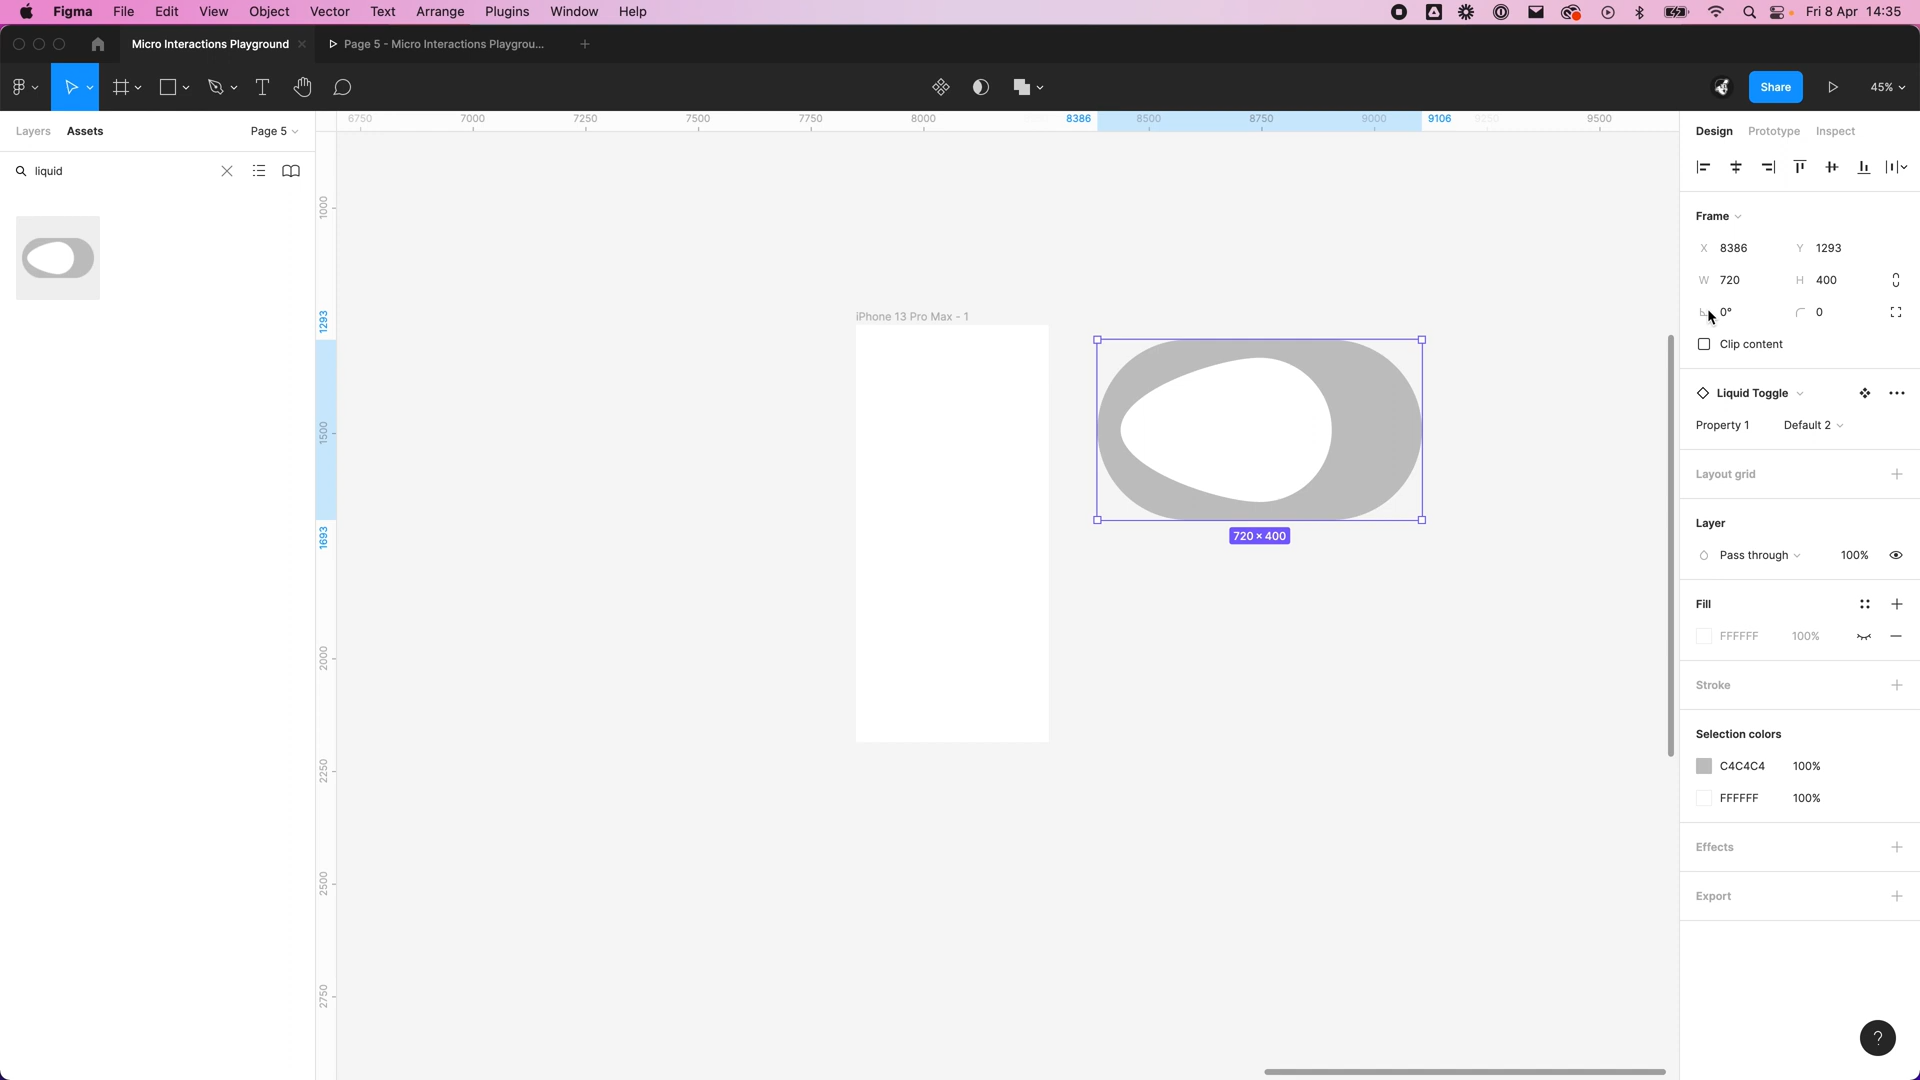 Figma File Edit View Object Vector Text Arrange Plugins Window Help Fri 8 Apr 14:35
Micro Interactions Playground Page 5 - Micro Interactions Playgrou...
Share 45%
Layers Assets Page 5
liquid
6750 7000 7250 7500 7750 8000 8386 8500 8750 9000 9106 9250 9500
1000
1293
1500
1693
2000
2250
2500
2750
iPhone 13 Pro Max - 1
720 × 400
Design Prototype Inspect
Frame
X 8386 Y 1293
W 720 H 400
0° 0
Clip content
Liquid Toggle
Property 1 Default 2
Layout grid
Layer
Pass through 100%
Fill
FFFFFF 100%
Stroke
Selection colors
C4C4C4 100%
FFFFFF 100%
Effects
Export
?